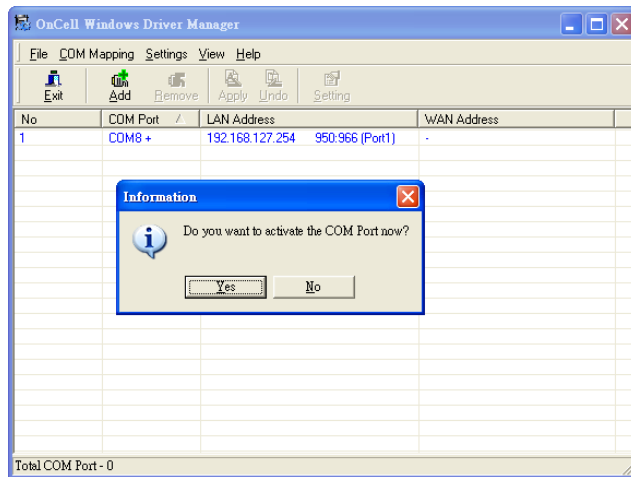 OnCell Windows Driver Manager
File COM Mapping Settings View Help
Exit Add Remove Apply Undo Setting
No COM Port LAN Address WAN Address
1 COM8 + 192.168.127.254 950:966 (Port1) -
Information
Do you want to activate the COM Port now?
Yes No
Total COM Port - 0